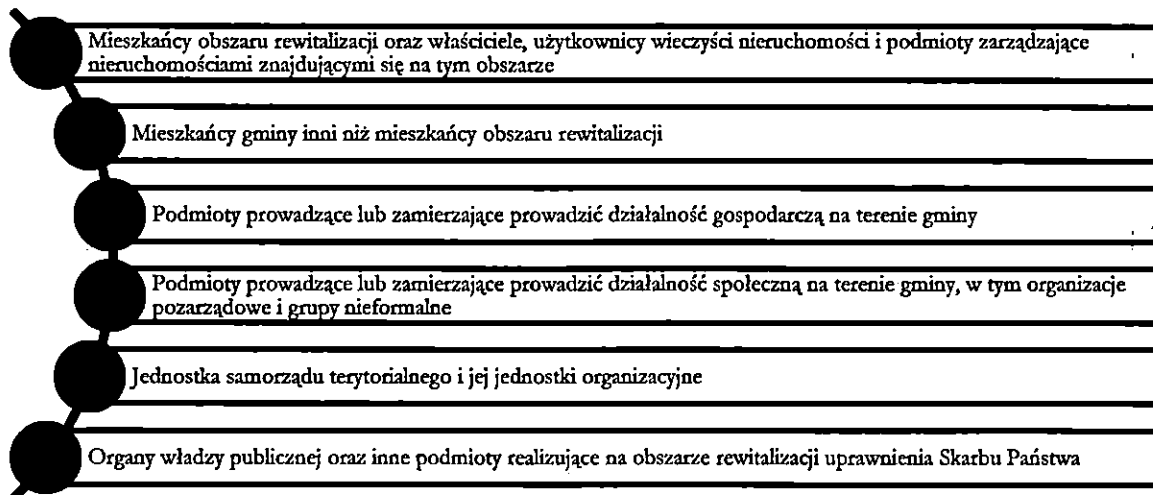 Mieszkańcy obszaru rewitalizacji oraz właściciele, użytkownicy wieczyści nieruchomości i podmioty zarządzające
nieruchomościami znajdującymi się na tym obszarze
Mieszkańcy gminy inni niż mieszkańcy obszaru rewitalizacji
Podmioty prowadzące lub zamierzające prowadzić działalność gospodarczą na terenie gminy
Podmioty prowadzące lub zamierzające prowadzić działalność społeczną na terenie gminy, w tym organizacje
pozarządowe i grupy nieformalne
Jednostka samorządu terytorialnego i jej jednostki organizacyjne
Organy władzy publicznej oraz inne podmioty realizujące na obszarze rewitalizacji uprawnienia Skarbu Państwa